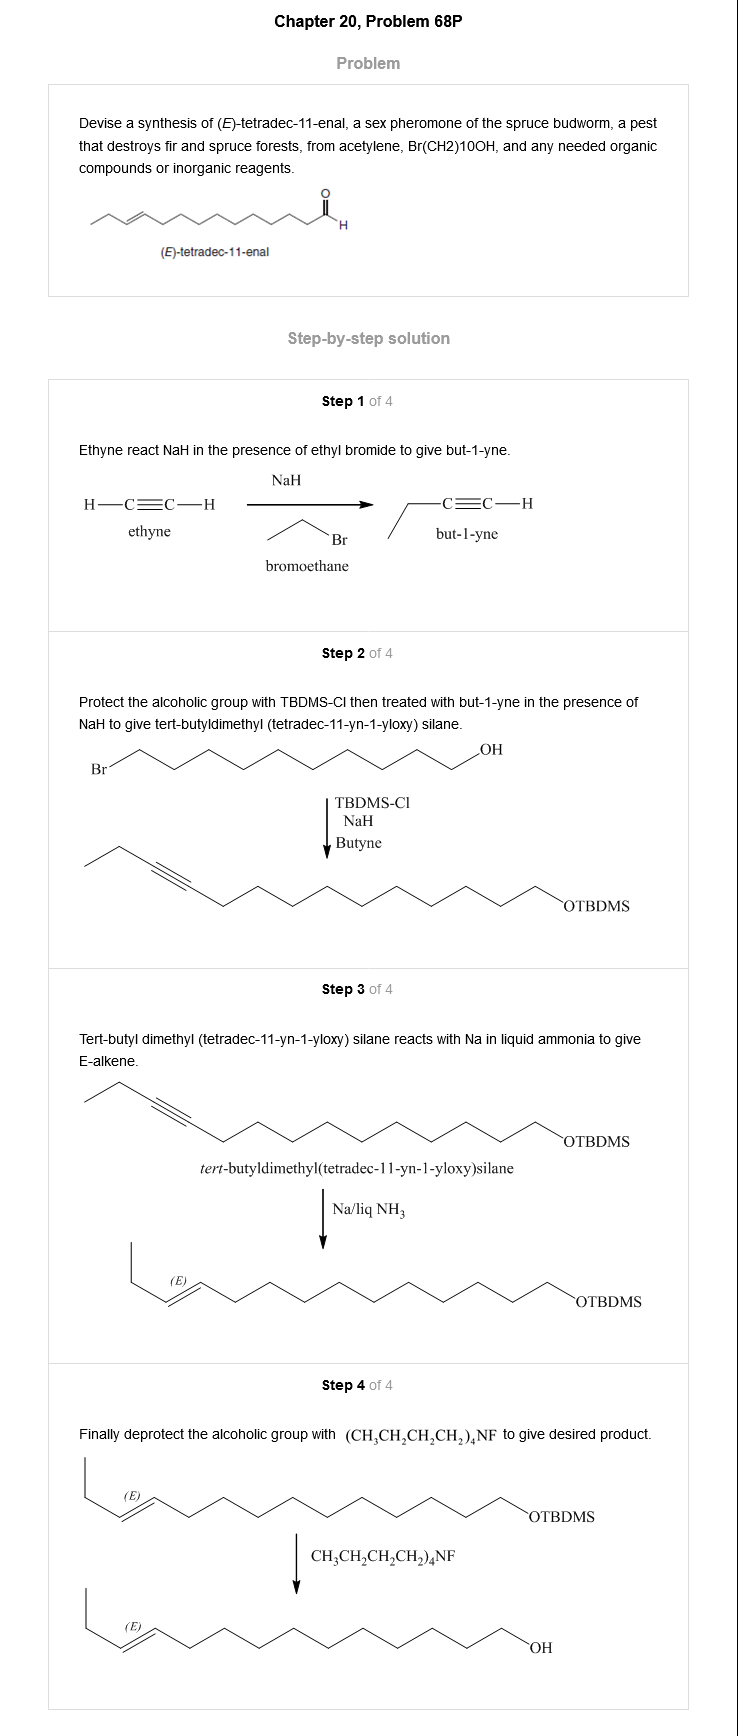 Chapter 20, Problem 68P
Problem
Devise a synthesis of (E)-tetradec-11-enal, a sex pheromone of the spruce budworm, a pest
that destroys fir and spruce forests, from acetylene, Br(CH2)10OH, and any needed organic
compounds or inorganic reagents.
O
H
(E)-tetradec-11-enal
Step-by-step solution
Step 1 of 4
Ethyne react NaH in the presence of ethyl bromide to give but-1-yne.
NaH
H—C≡C—H
C≡C—H
ethyne
Br
but-1-yne
bromoethane
Step 2 of 4
Protect the alcoholic group with TBDMS-Cl then treated with but-1-yne in the presence of
NaH to give tert-butyldimethyl (tetradec-11-yn-1-yloxy) silane.
OH
Br
TBDMS-Cl
NaH
Butyne
OTBDMS
Step 3 of 4
Tert-butyl dimethyl (tetradec-11-yn-1-yloxy) silane reacts with Na in liquid ammonia to give
E-alkene.
OTBDMS
tert-butyldimethyl(tetradec-11-yn-1-yloxy)silane
Na/liq NH₃
(E)
OTBDMS
Step 4 of 4
Finally deprotect the alcoholic group with (CH₃CH₂CH₂CH₂)₄NF to give desired product.
(E)
OTBDMS
CH₃CH₂CH₂CH₂)₄NF
(E)
OH